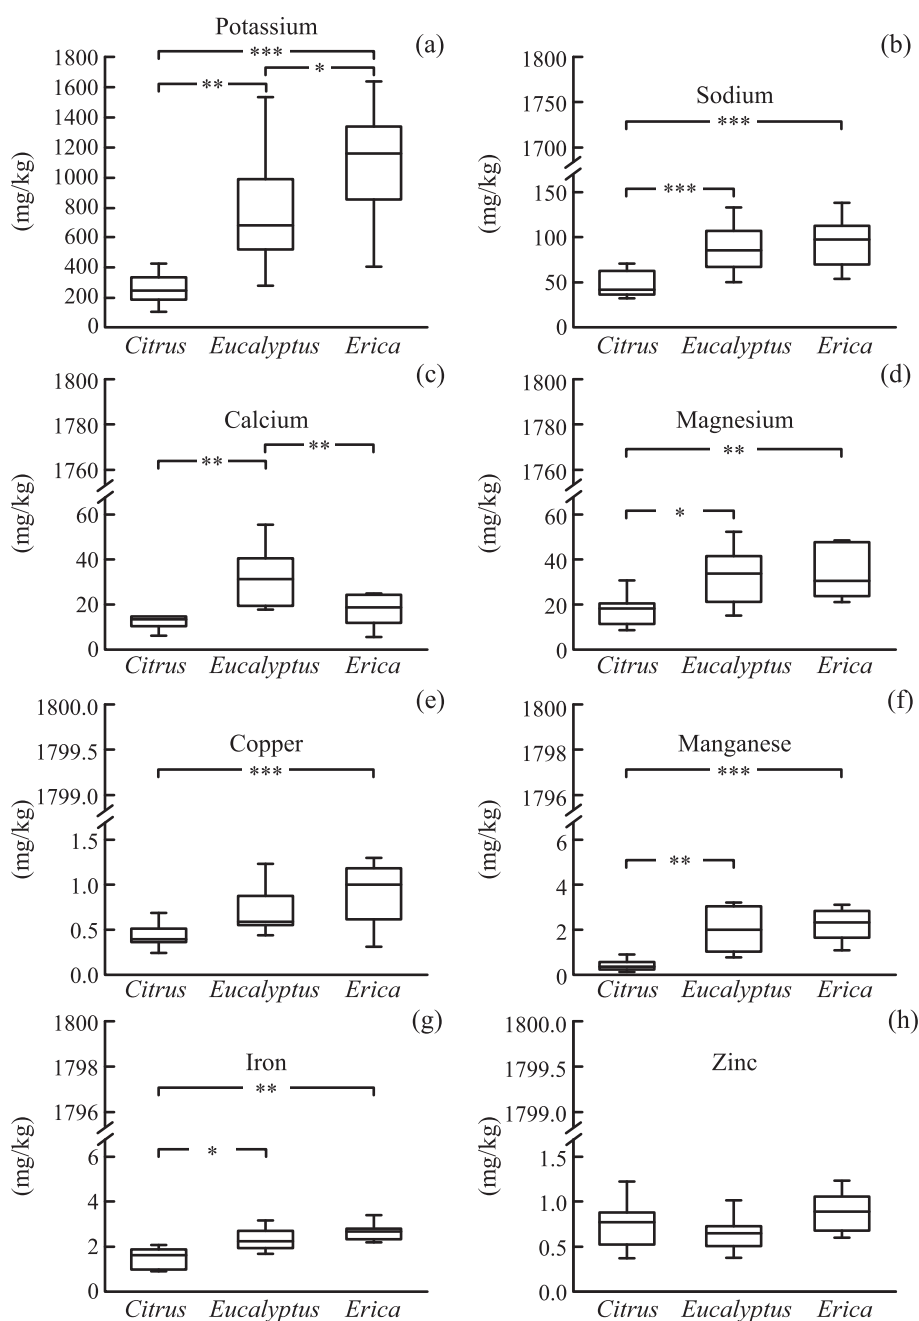 Potassium
(a)
1800
1600
1400
1200
1000
800
600
400
200
0
(mg/kg)
***
**
*
Citrus Eucalyptus Erica
(b)
Sodium
1800
1750
1700
150
100
50
0
(mg/kg)
***
***
Citrus Eucalyptus Erica
(c)
Calcium
1800
1780
1760
60
40
20
0
(mg/kg)
**
**
Citrus Eucalyptus Erica
(d)
Magnesium
1800
1780
1760
60
40
20
0
(mg/kg)
**
*
Citrus Eucalyptus Erica
(e)
Copper
1800.0
1799.5
1799.0
1.5
1.0
0.5
0.0
(mg/kg)
***
Citrus Eucalyptus Erica
(f)
Manganese
1800
1798
1796
6
4
2
0
(mg/kg)
***
**
Citrus Eucalyptus Erica
(g)
Iron
1800
1798
1796
6
4
2
0
(mg/kg)
**
*
Citrus Eucalyptus Erica
(h)
Zinc
1800.0
1799.5
1799.0
1.5
1.0
0.5
0.0
(mg/kg)
Citrus Eucalyptus Erica